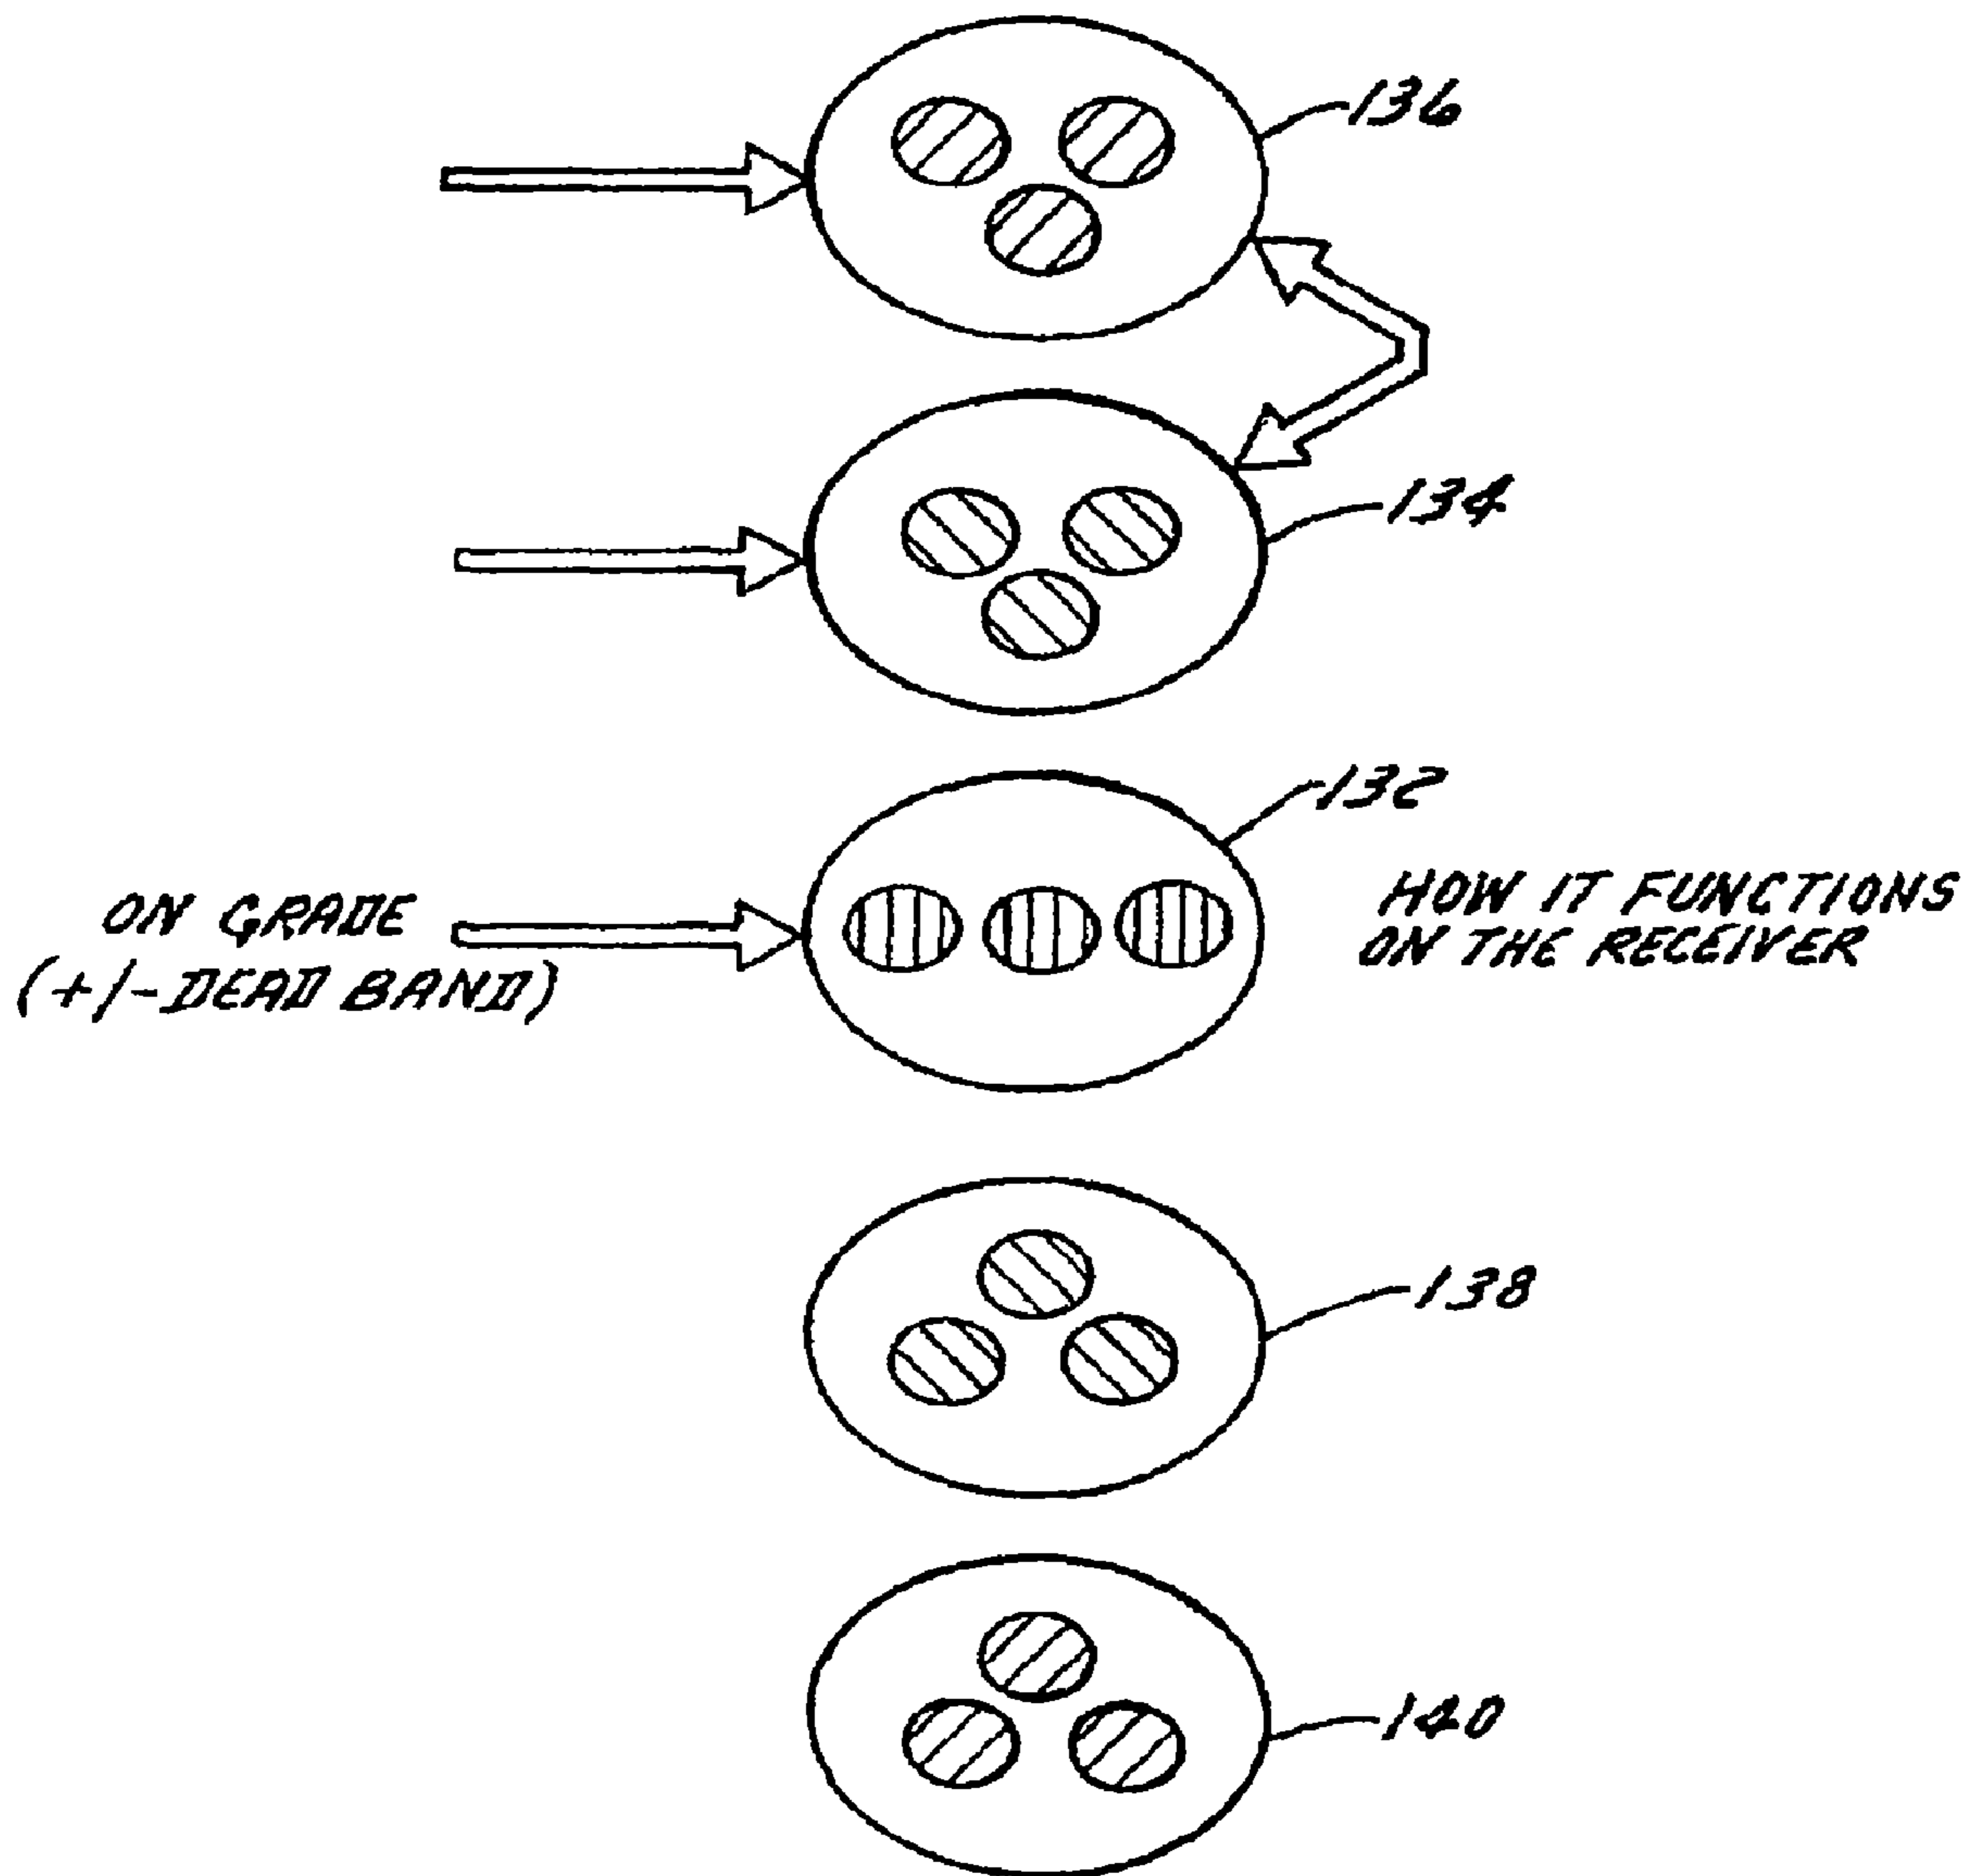 136
134
132
ON GRADE
(+/- DEAD BAND)
HOW IT FUNCTIONS
ON THE RECEIVER
138
140